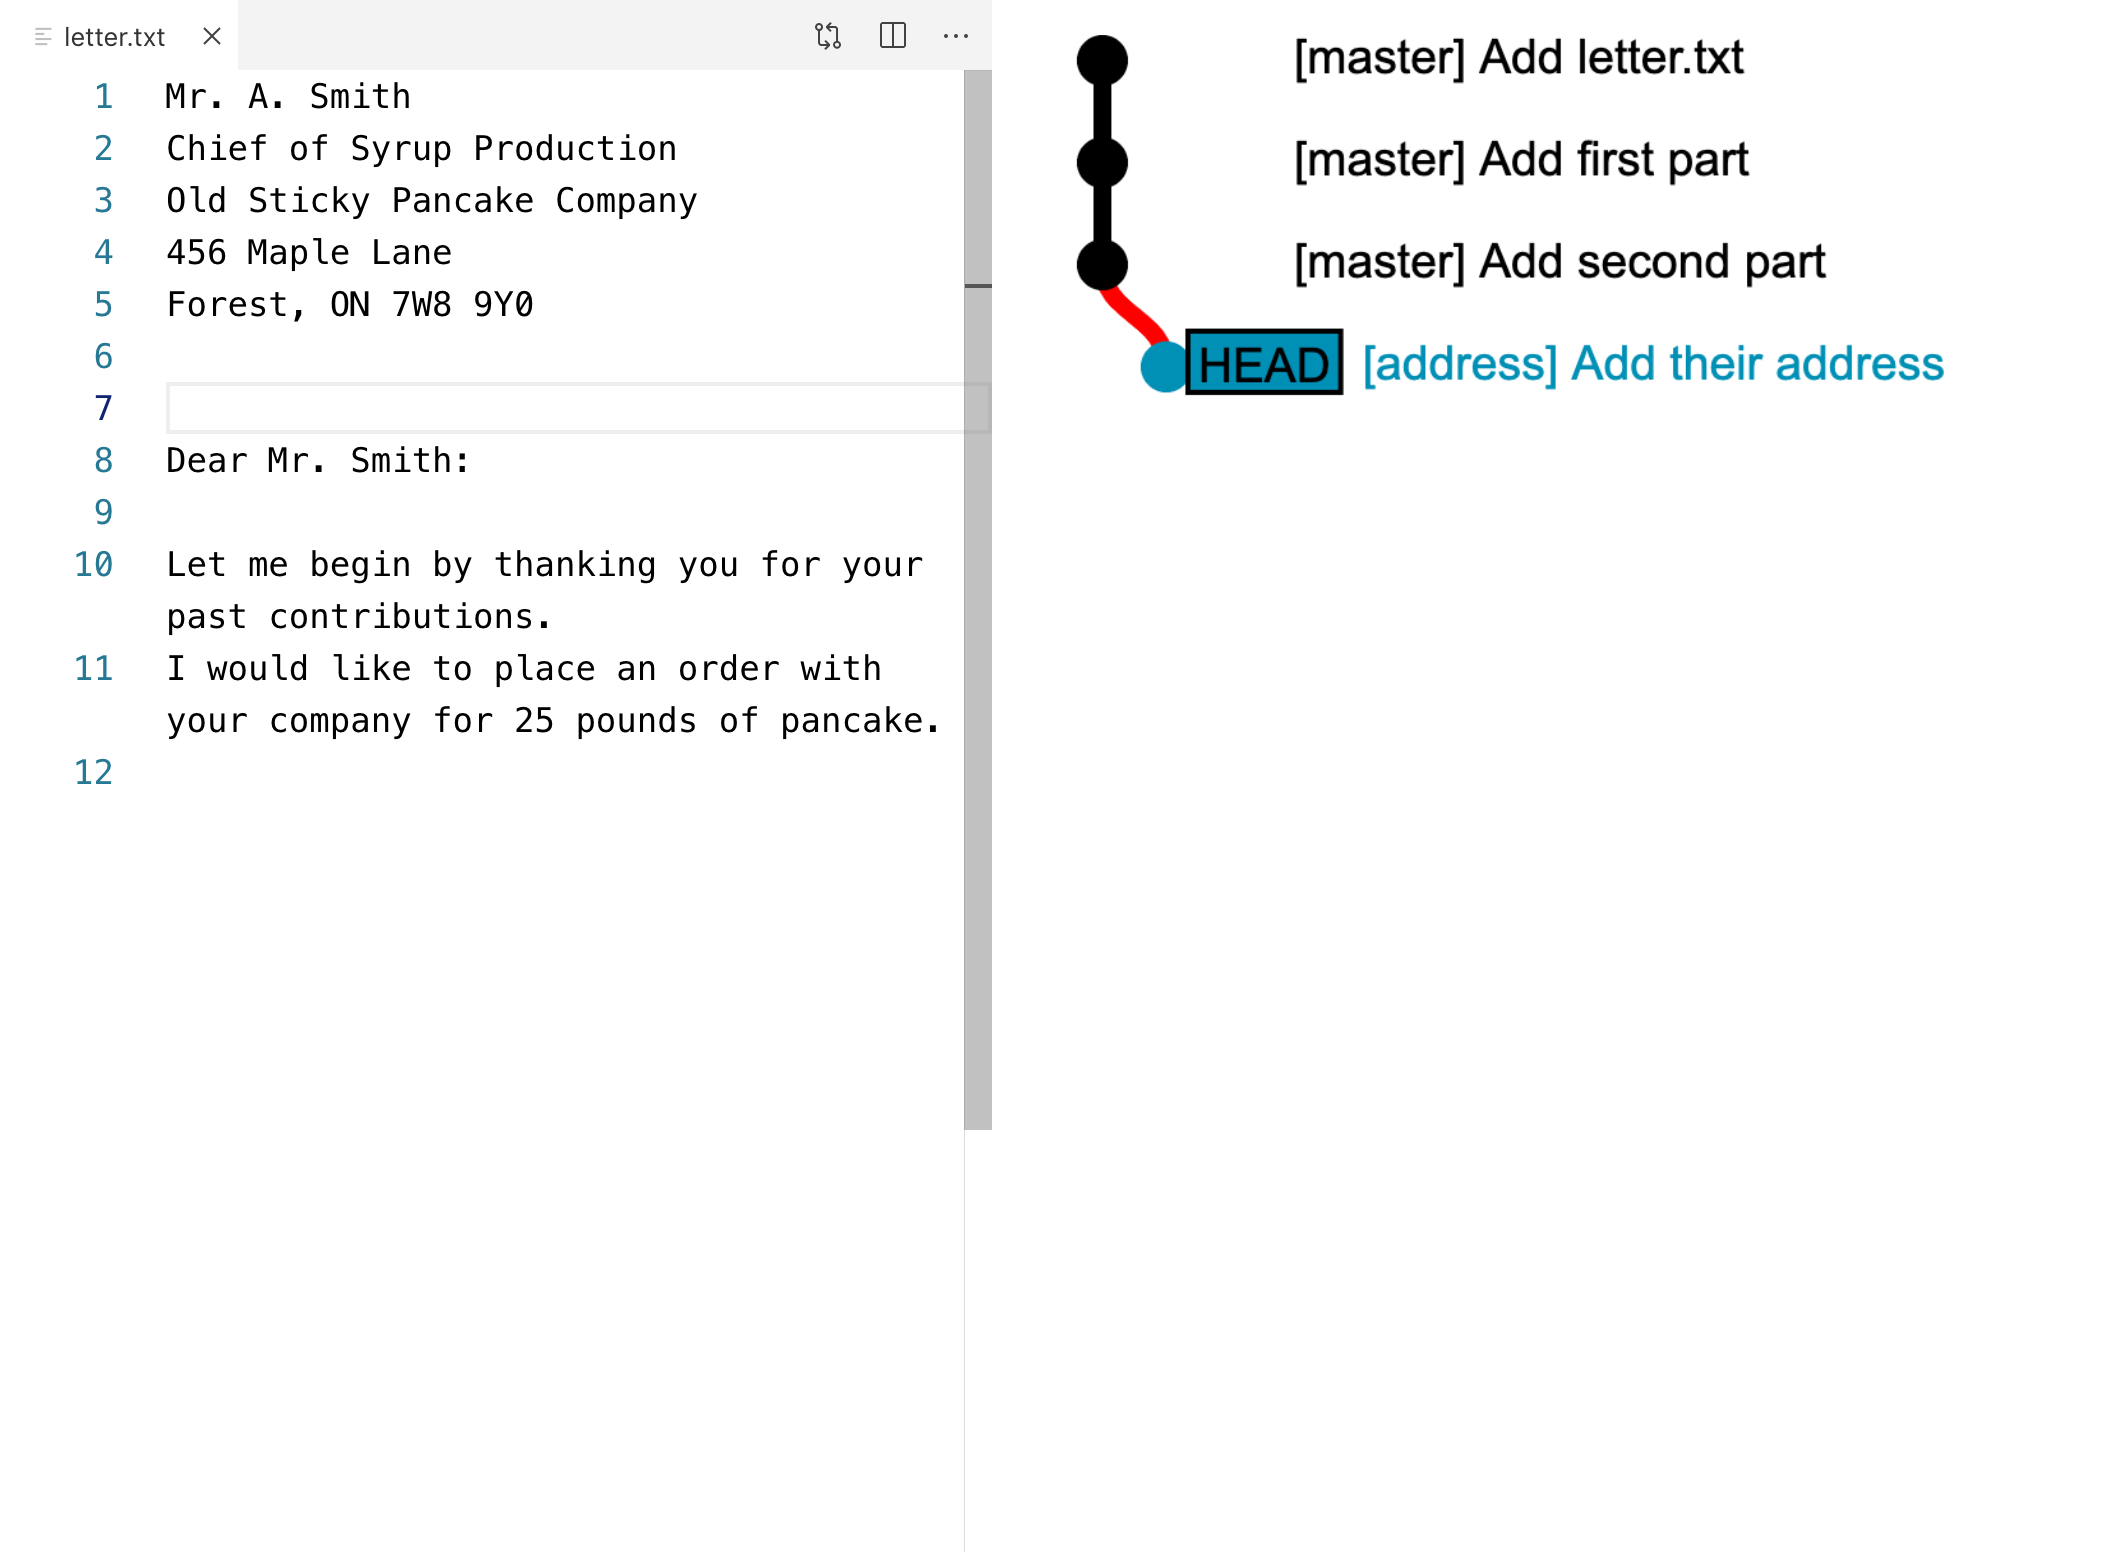 letter.txt
1 Mr. A. Smith
2 Chief of Syrup Production
3 Old Sticky Pancake Company
4 456 Maple Lane
5 Forest, ON 7W8 9Y0
6
7
8 Dear Mr. Smith:
9
10 Let me begin by thanking you for your
past contributions.
11 I would like to place an order with
your company for 25 pounds of pancake.
12
[master] Add letter.txt
[master] Add first part
[master] Add second part
HEAD [address] Add their address